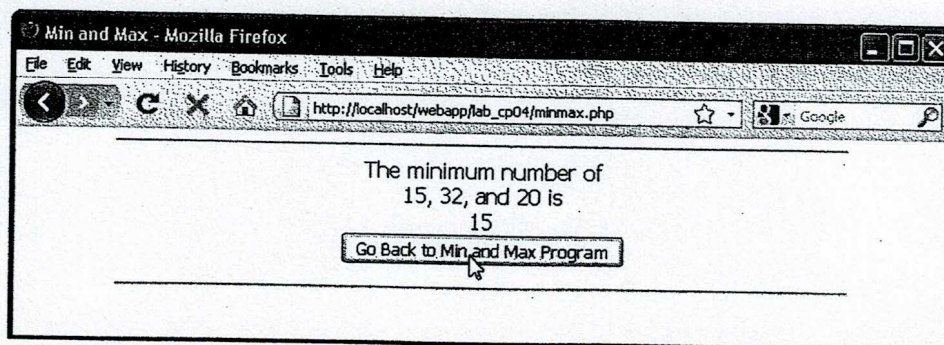 Min and Max - Mozilla Firefox
File Edit View History Bookmarks Tools Help
http://localhost/webapp/lab_cp04/minmax.php
Google
The minimum number of
15, 32, and 20 is
15
Go Back to Min and Max Program